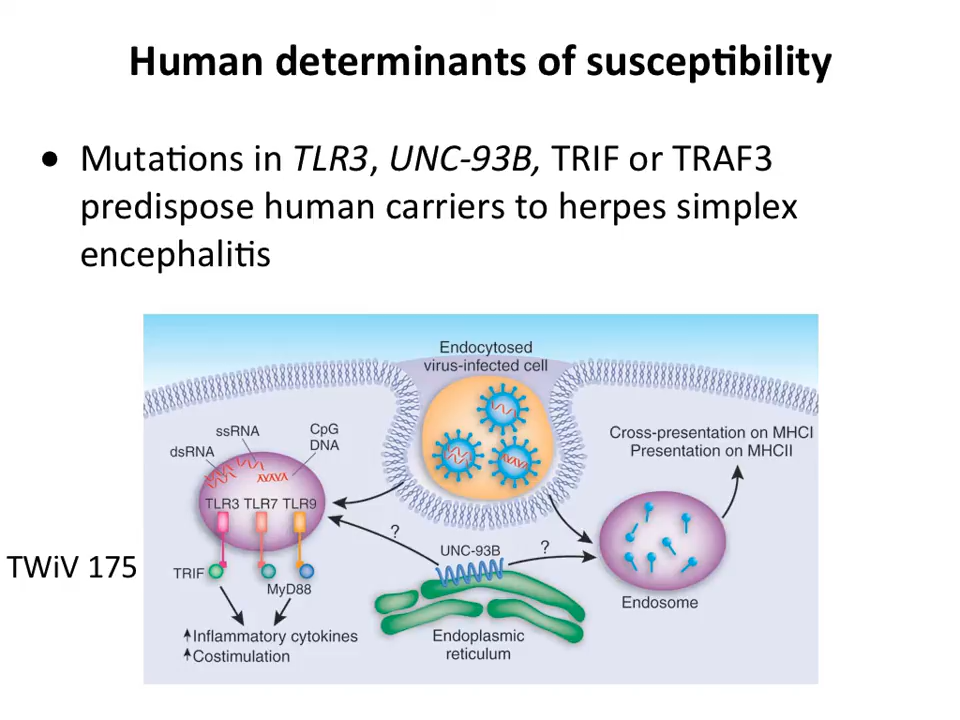 Human determinants of susceptibility
● Mutations in TLR3, UNC-93B, TRIF or TRAF3
predispose human carriers to herpes simplex
encephalitis
Endocytosed
virus-infected cell
ssRNA
CpG
DNA
dsRNA
TLR3 TLR7 TLR9
Cross-presentation on MHCI
Presentation on MHCII
?
?
UNC-93B
TWiV 175
TRIF
MyD88
Endosome
↑Inflammatory cytokines
↑Costimulation
Endoplasmic
reticulum